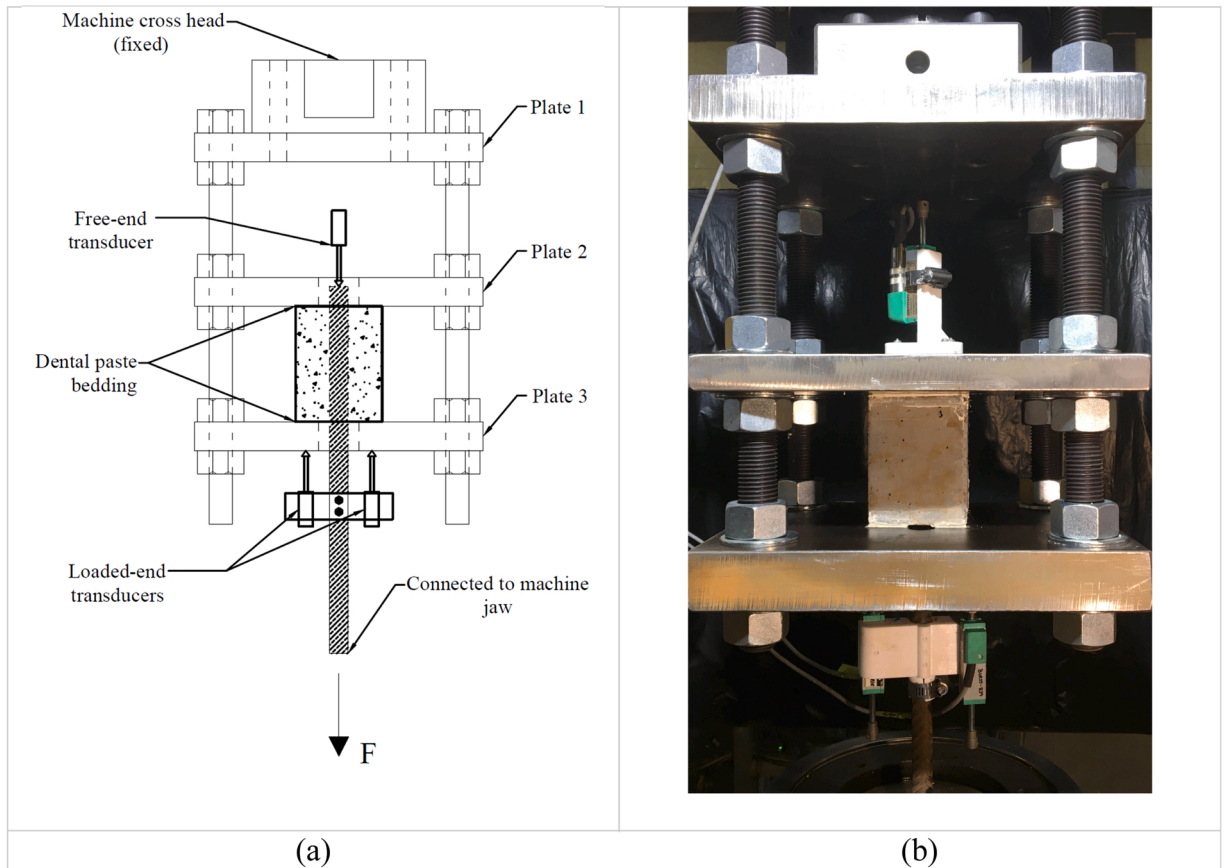 Machine cross head
(fixed)
Plate 1
Free-end
transducer
Plate 2
Dental paste
bedding
Plate 3
Loaded-end
transducers
Connected to machine
jaw
F
(a)
(b)